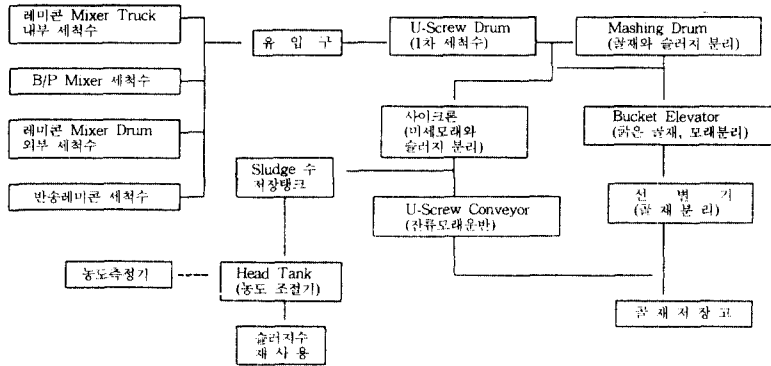 레미콘 Mixer Truck
내부 세척수
B/P Mixer 세척수
레미콘 Mixer Drum
외부 세척수
반송레미콘 세척수
유 입 구
U-Screw Drum
(1차 세척수)
Mashing Drum
(골재와 슬러지 분리)
사이크론
(미세모래와
슬러지 분리)
Bucket Elevator
(굵은 골재, 모래분리)
Sludge 수
저장탱크
U-Screw Conveyor
(잔류모래운반)
선 별 기
(골 재 분 리)
농도측정기
Head Tank
(농도 조절기)
골 재 저 장 고
슬러지수
재 사 용